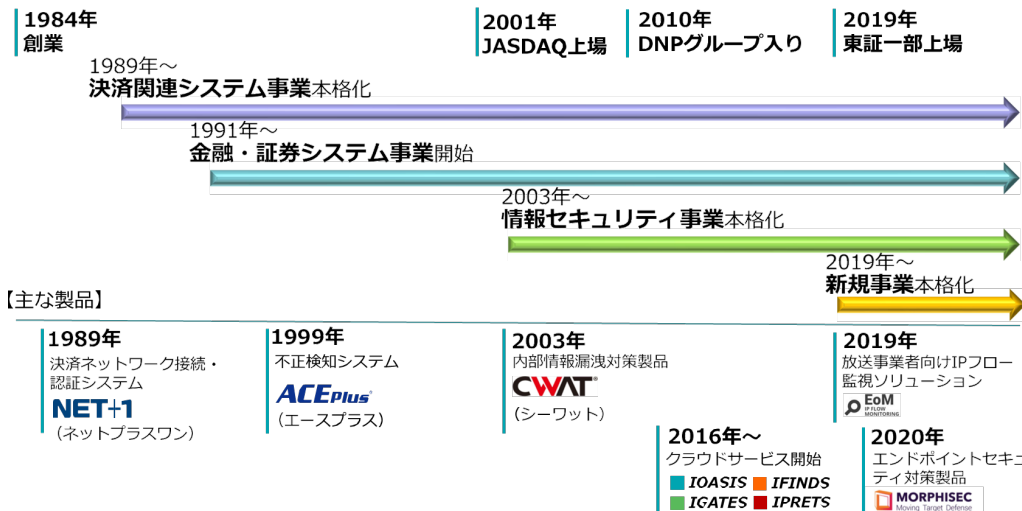 1984年
創業
2001年
JASDAQ上場
2010年
DNPグループ入り
2019年
東証一部上場
1989年～
決済関連システム事業本格化
1991年～
金融・証券システム事業開始
2003年～
情報セキュリティ事業本格化
2019年～
新規事業本格化
【主な製品】
1989年
決済ネットワーク接続・
認証システム
NET+1
（ネットプラスワン）
1999年
不正検知システム
ACEPlus®
（エースプラス）
2003年
内部情報漏洩対策製品
CWAT®
（シーワット）
2016年～
クラウドサービス開始
IOASIS IFINDS
IGATES IPRETS
2019年
放送事業者向けIPフロー
監視ソリューション
EoM
IP FLOW
MONITORING
2020年
エンドポイントセキュ
ティ対策製品
MORPHISEC
Moving Target Defense